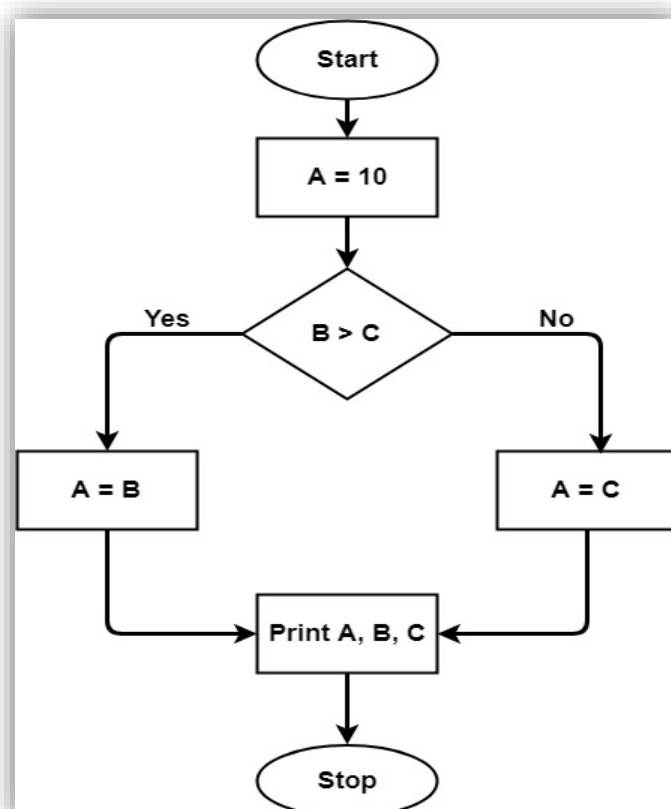 Start
A = 10
Yes
B > C
No
A = B
A = C
Print A, B, C
Stop